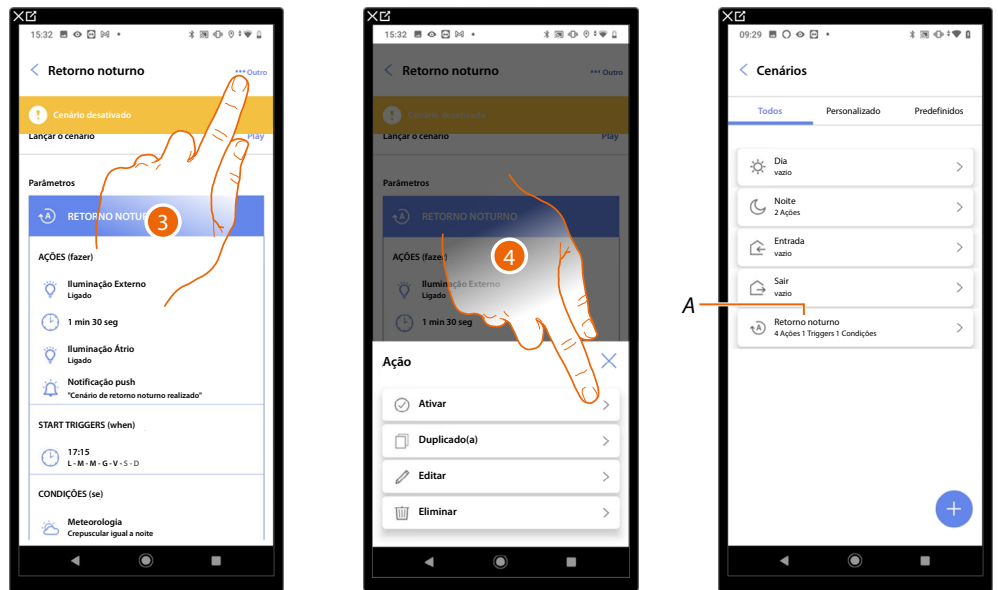 15:32
Retorno noturno
*** Outro
Cenário desativado
Lançar o cenário
Play
Parâmetros
RETORNO NOTU
3
AÇÕES (fazer)
Iluminação Externo
Ligado
1 min 30 seg
Iluminação Átrio
Ligado
Notificação push
"Cenário de retorno noturno realizado"
START TRIGGERS (when)
17:15
L - M - M - G - V - S - D
CONDIÇÕES (se)
Meteorologia
Crepuscular igual a noite
15:32
Retorno noturno
*** Outro
Cenário desativado
Lançar o cenário
Play
Parâmetros
RETORNO NOTURNO
4
AÇÕES (fazer)
Iluminação Externo
Ligado
1 min 30 seg
Ação
Ativar
Duplicado(a)
Editar
Eliminar
09:29
Cenários
Todos
Personalizado
Predefinidos
Dia
vazio
Noite
2 Ações
Entrada
vazio
Sair
vazio
A
Retorno noturno
4 Ações 1 Triggers 1 Condições